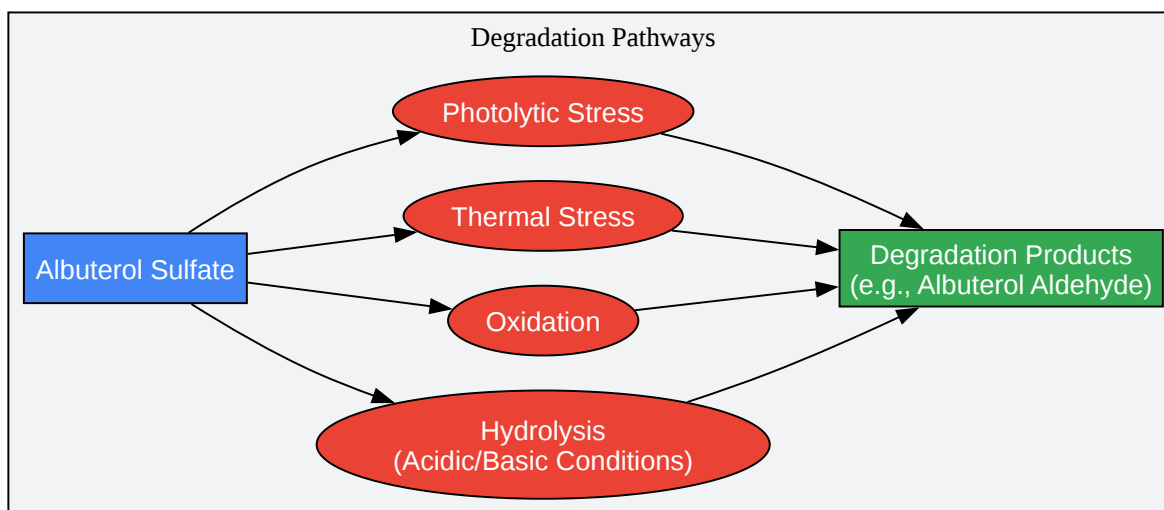 Degradation Pathways
Photolytic Stress
Thermal Stress
Albuterol Sulfate
Degradation Products
(e.g., Albuterol Aldehyde)
Oxidation
Hydrolysis
(Acidic/Basic Conditions)